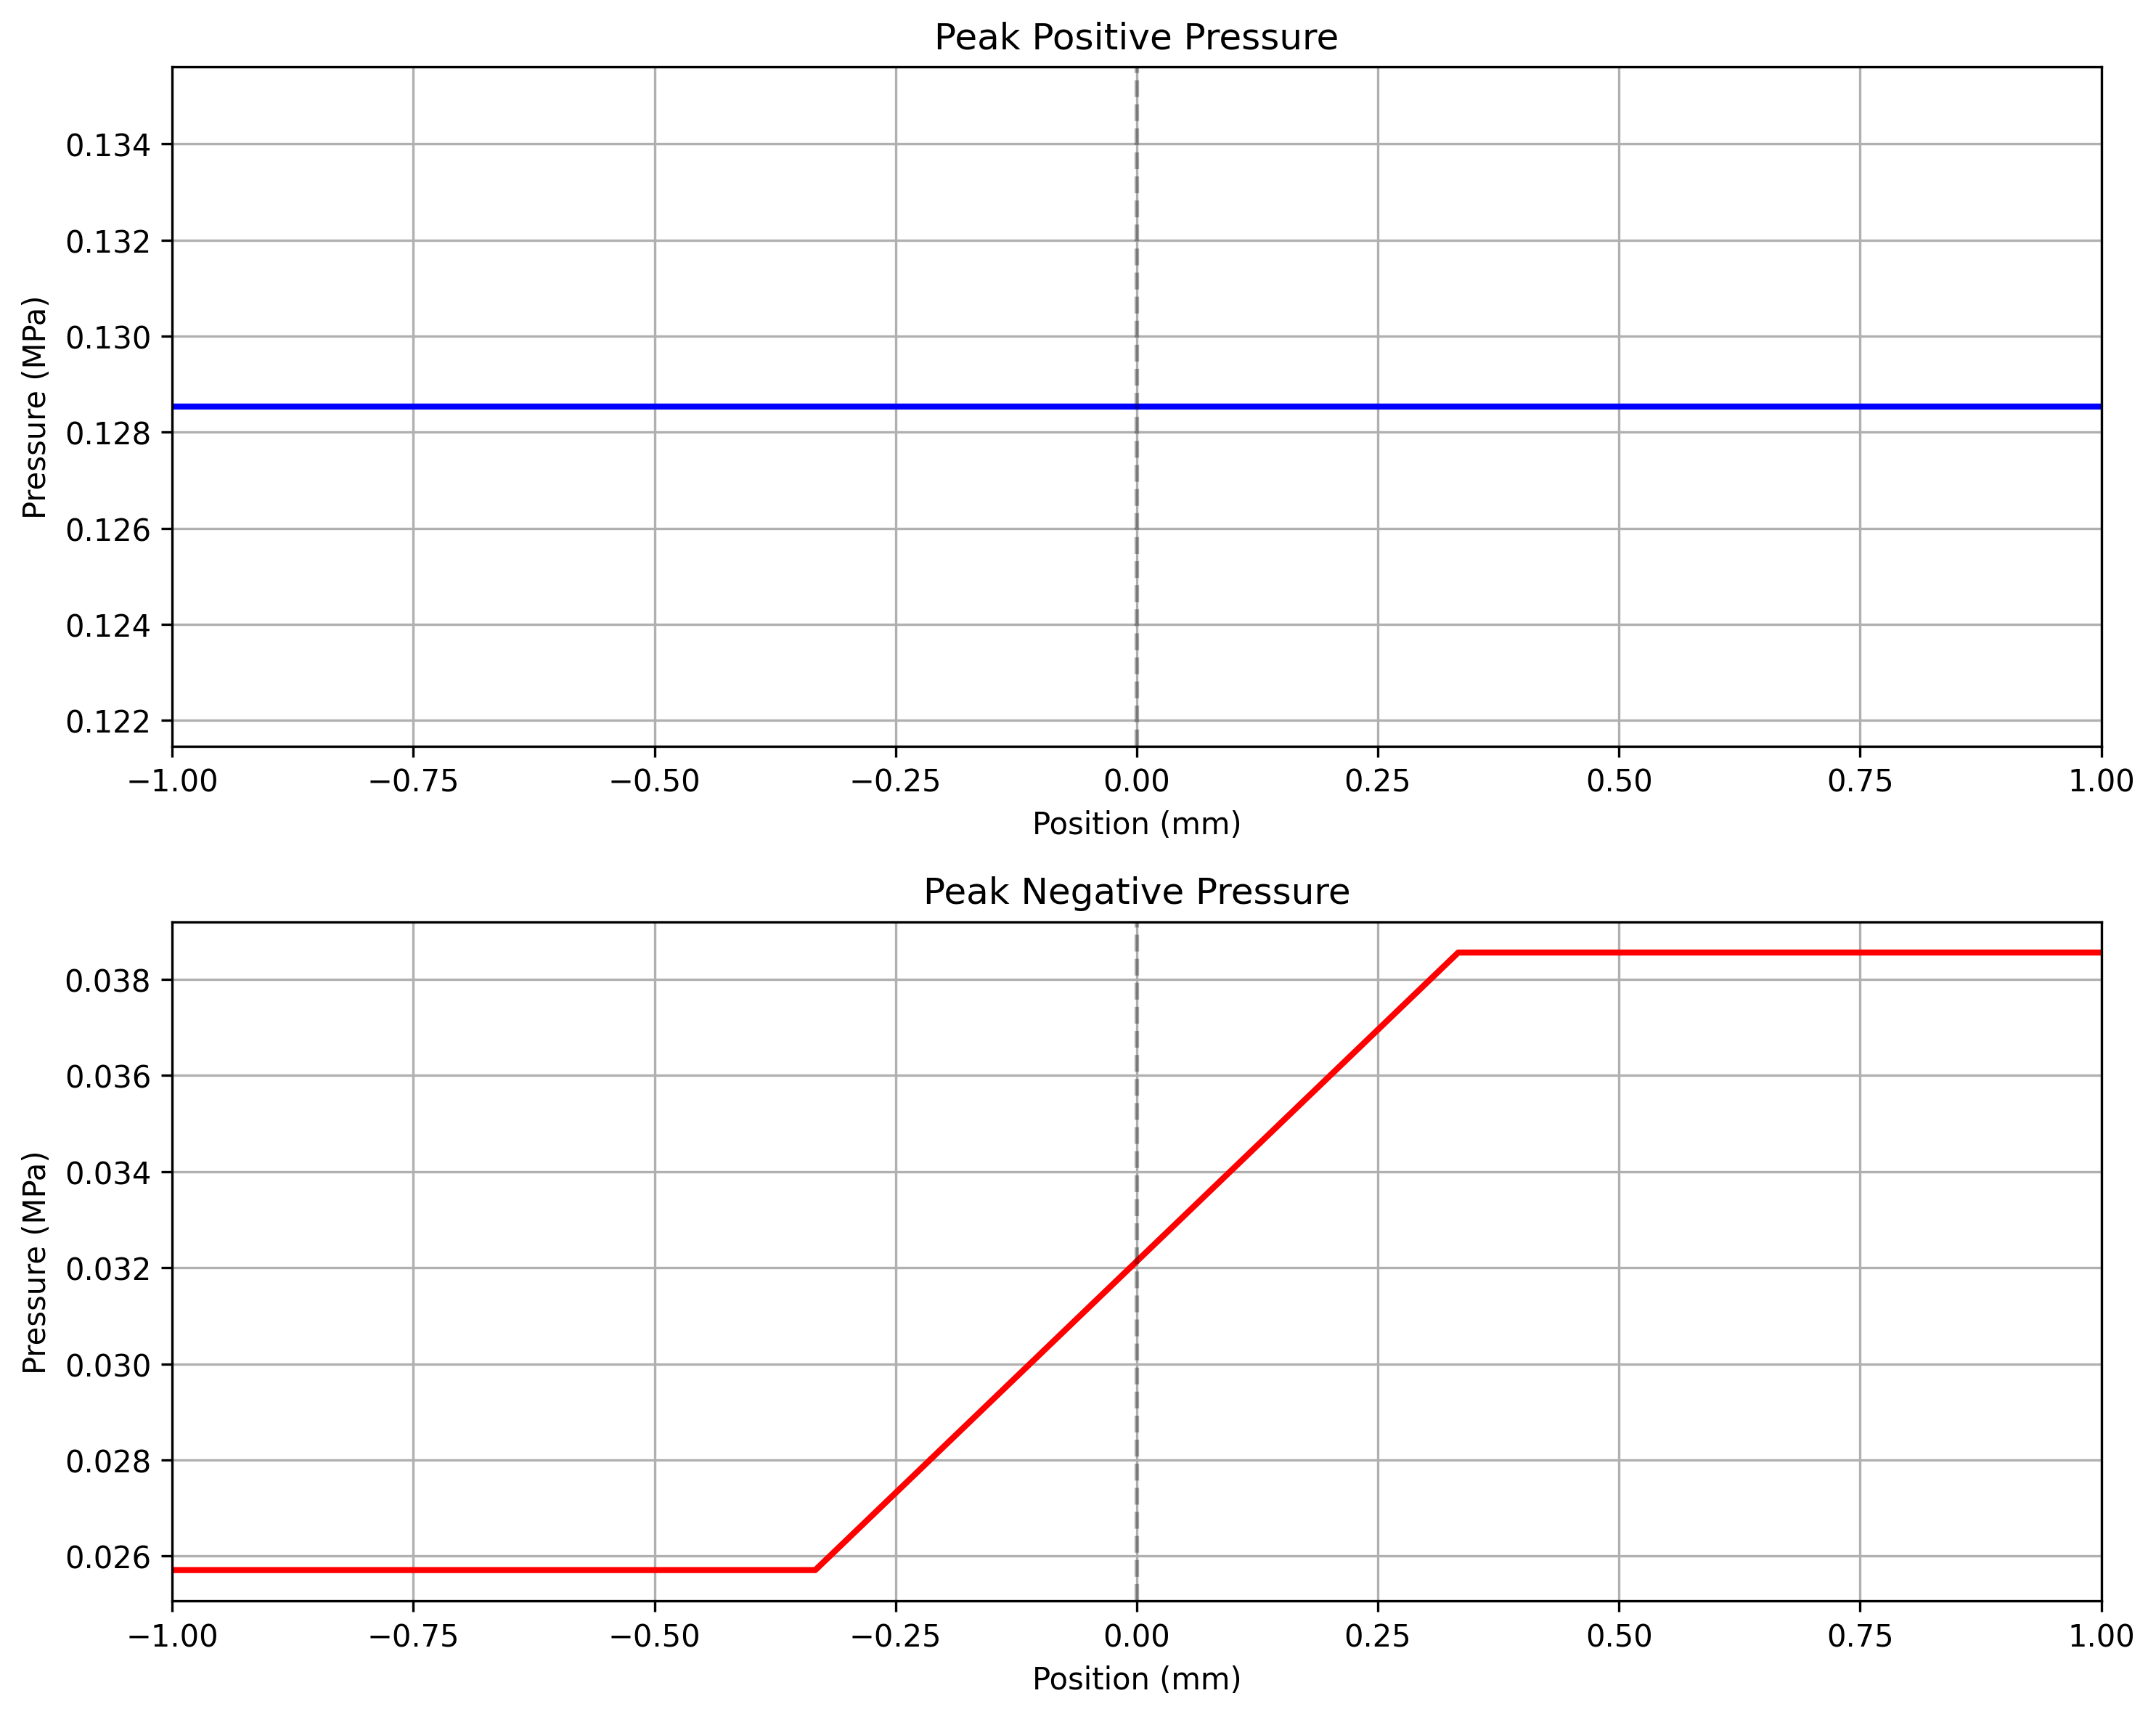 Peak Positive Pressure
Pressure (MPa)
0.134
0.132
0.130
0.128
0.126
0.124
0.122
−1.00 −0.75 −0.50 −0.25 0.00 0.25 0.50 0.75 1.00
Position (mm)
Peak Negative Pressure
Pressure (MPa)
0.038
0.036
0.034
0.032
0.030
0.028
0.026
−1.00 −0.75 −0.50 −0.25 0.00 0.25 0.50 0.75 1.00
Position (mm)